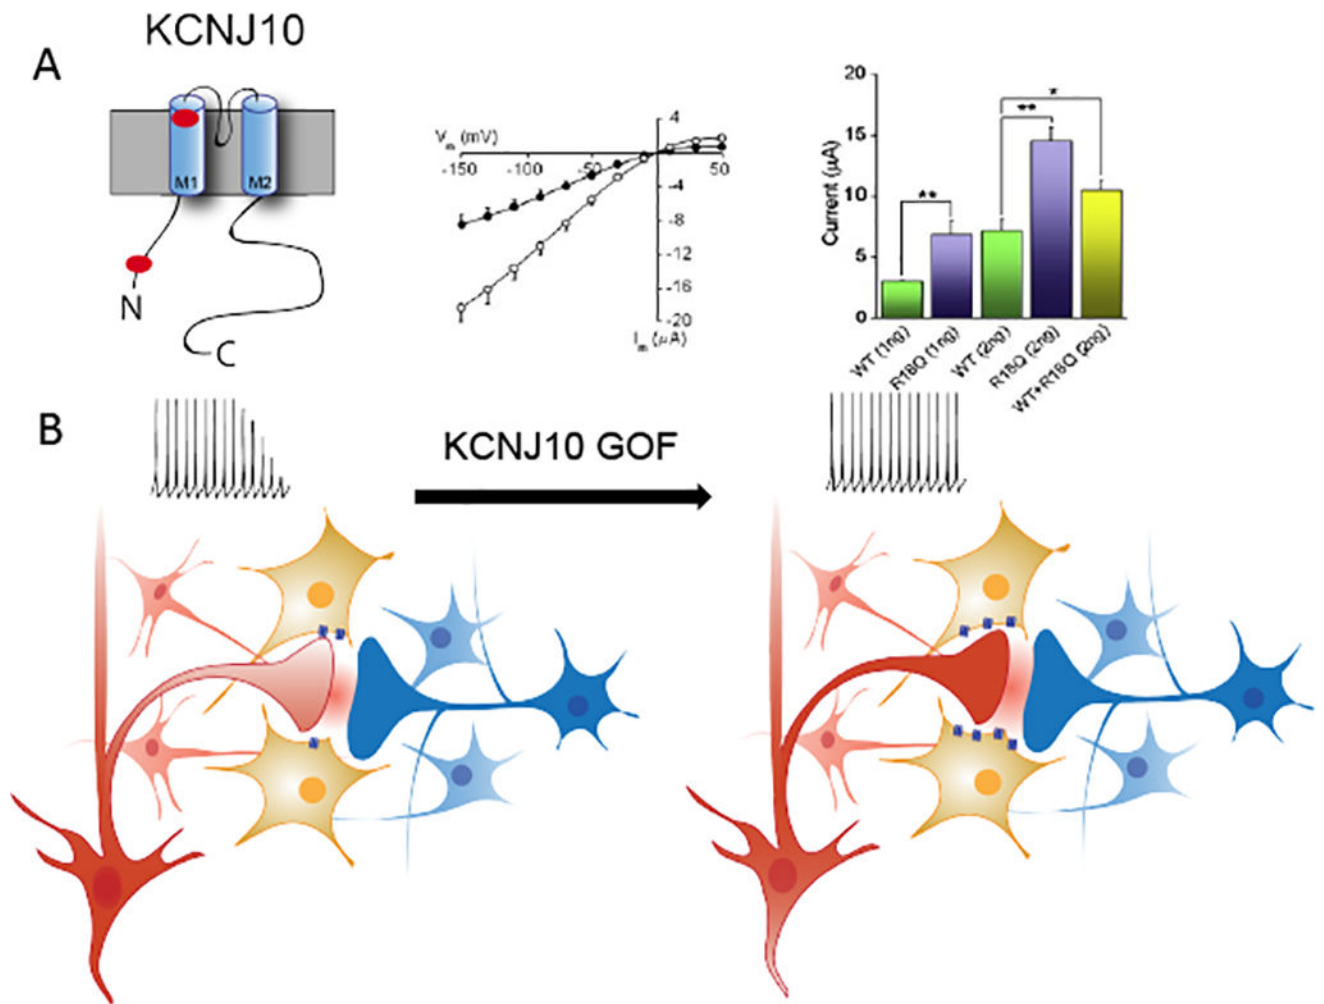 KCNJ10
A
M1
M2
N
C
Vm (mV)
-150
-100
-50
50
4
-4
-8
-12
-16
-20
Im (μA)
20
15
10
5
0
Current (μA)
**
**
*
WT (1ng)
R18Q (1ng)
WT (2ng)
R18Q (2ng)
WT+R18Q (2ng)
B
KCNJ10 GOF